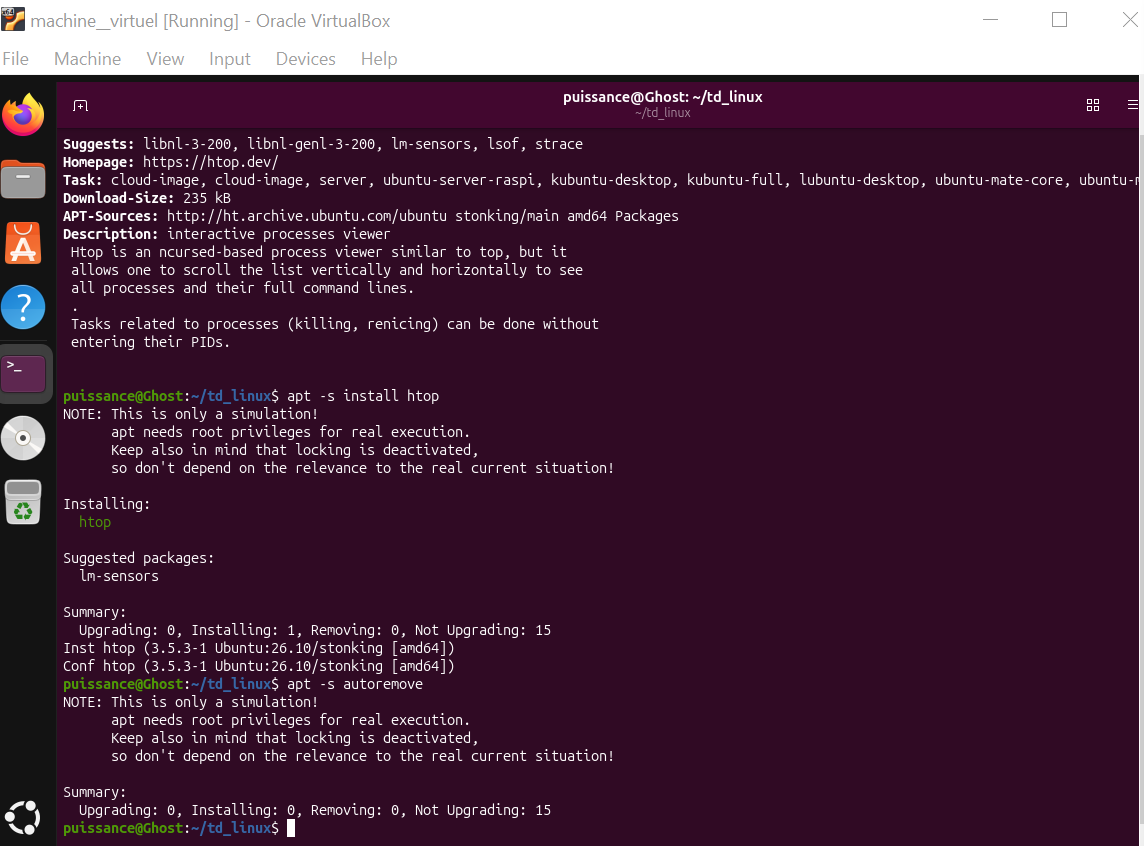 machine__virtuel [Running] - Oracle VirtualBox
File Machine View Input Devices Help
puissance@Ghost: ~/td_linux
~/td_linux
Suggests: libnl-3-200, libnl-genl-3-200, lm-sensors, lsof, strace
Homepage: https://htop.dev/
Task: cloud-image, cloud-image, server, ubuntu-server-raspi, kubuntu-desktop, kubuntu-full, lubuntu-desktop, ubuntu-mate-core, ubuntu-m
Download-Size: 235 kB
APT-Sources: http://ht.archive.ubuntu.com/ubuntu stonking/main amd64 Packages
Description: interactive processes viewer
Htop is an ncursed-based process viewer similar to top, but it
allows one to scroll the list vertically and horizontally to see
all processes and their full command lines.
.
Tasks related to processes (killing, renicing) can be done without
entering their PIDs.
puissance@Ghost:~/td_linux$ apt -s install htop
NOTE: This is only a simulation!
apt needs root privileges for real execution.
Keep also in mind that locking is deactivated,
so don't depend on the relevance to the real current situation!
Installing:
htop
Suggested packages:
lm-sensors
Summary:
Upgrading: 0, Installing: 1, Removing: 0, Not Upgrading: 15
Inst htop (3.5.3-1 Ubuntu:26.10/stonking [amd64])
Conf htop (3.5.3-1 Ubuntu:26.10/stonking [amd64])
puissance@Ghost:~/td_linux$ apt -s autoremove
NOTE: This is only a simulation!
apt needs root privileges for real execution.
Keep also in mind that locking is deactivated,
so don't depend on the relevance to the real current situation!
Summary:
Upgrading: 0, Installing: 0, Removing: 0, Not Upgrading: 15
puissance@Ghost:~/td_linux$